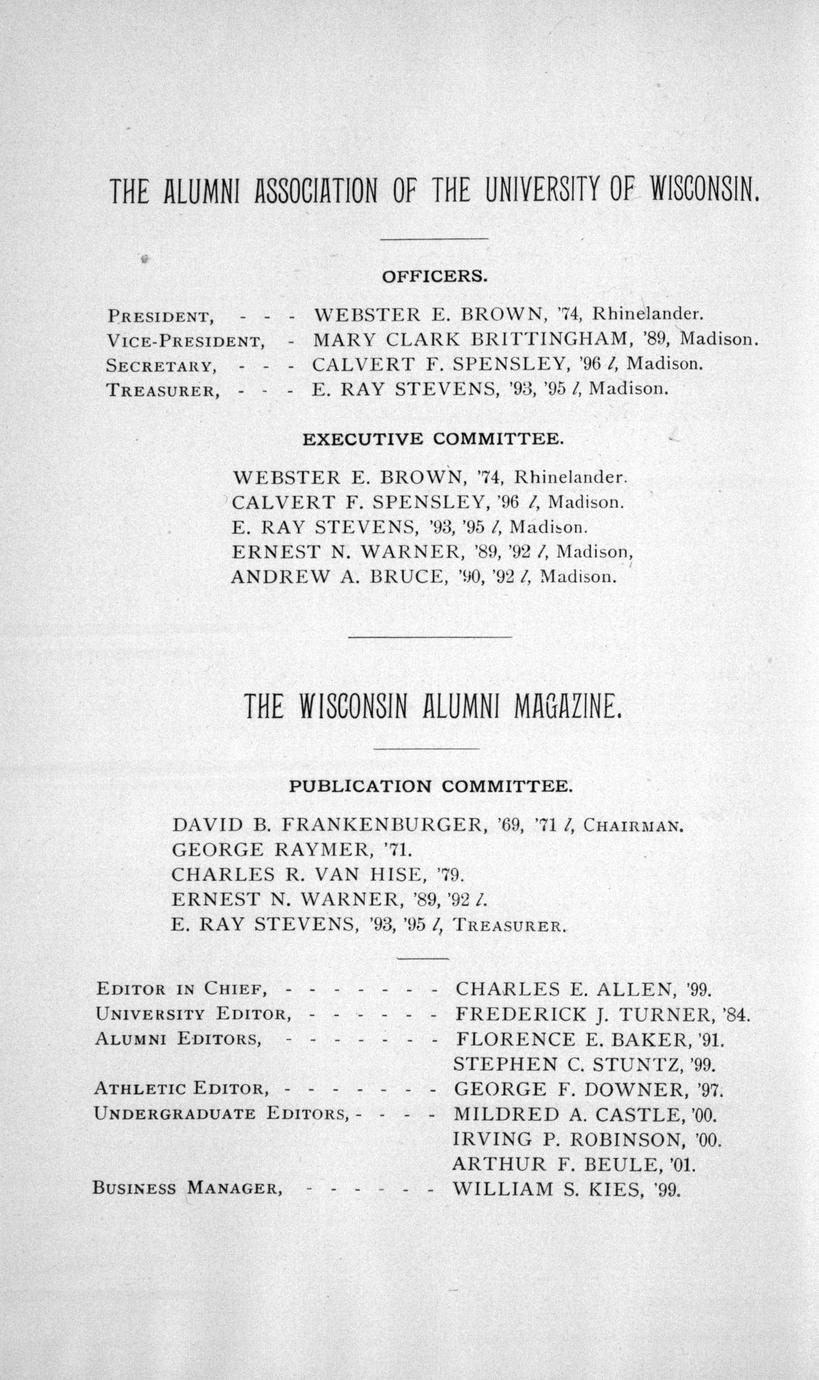 THE ALUMNI ASSOCIATION OF THE UNIVERSITY OF WISCONSIN.
OFFICERS.
PRESIDENT, - - - WEBSTER E. BROWN, '74, Rhinelander.
VICE-PRESIDENT, - MARY CLARK BRITTINGHAM, '89, Madison.
SECRETARY, - - - CALVERT F. SPENSLEY, '96 l, Madison.
TREASURER, - - - E. RAY STEVENS, '93, '95 l, Madison.
EXECUTIVE COMMITTEE.
WEBSTER E. BROWN, '74, Rhinelander.
CALVERT F. SPENSLEY, '96 l, Madison.
E. RAY STEVENS, '93, '95 l, Madison.
ERNEST N. WARNER, '89, '92 l, Madison,
ANDREW A. BRUCE, '90, '92 l, Madison.
THE WISCONSIN ALUMNI MAGAZINE.
PUBLICATION COMMITTEE.
DAVID B. FRANKENBURGER, '69, '71 l, CHAIRMAN.
GEORGE RAYMER, '71.
CHARLES R. VAN HISE, '79.
ERNEST N. WARNER, '89, '92 l.
E. RAY STEVENS, '93, '95 l, TREASURER.
EDITOR IN CHIEF, - - - - - - - CHARLES E. ALLEN, '99.
UNIVERSITY EDITOR, - - - - - - FREDERICK J. TURNER, '84.
ALUMNI EDITORS, - - - - - - - FLORENCE E. BAKER, '91.
STEPHEN C. STUNTZ, '99.
ATHLETIC EDITOR, - - - - - - - GEORGE F. DOWNER, '97.
UNDERGRADUATE EDITORS, - - - - MILDRED A. CASTLE, '00.
IRVING P. ROBINSON, '00.
ARTHUR F. BEULE, '01.
BUSINESS MANAGER, - - - - - - WILLIAM S. KIES, '99.